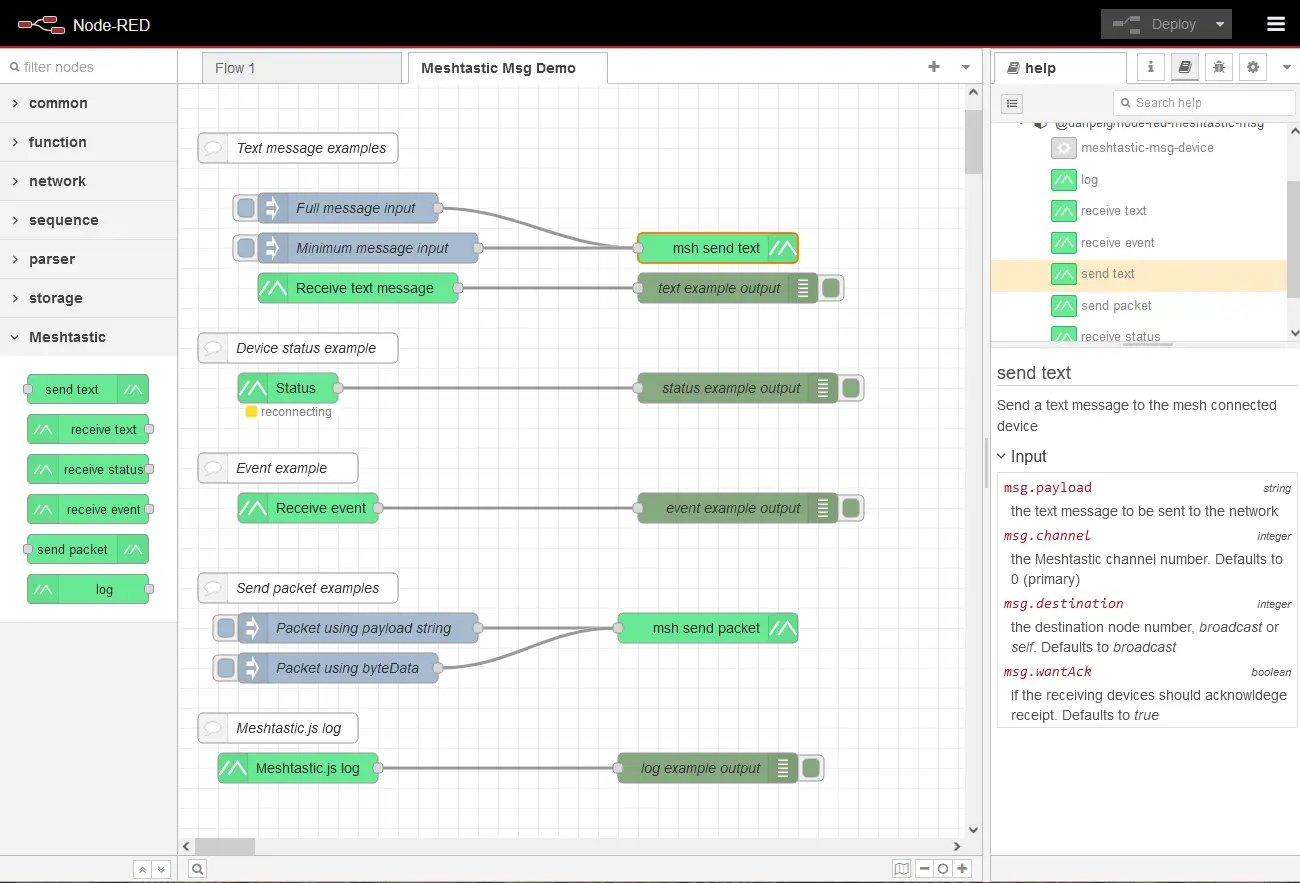 Node-RED
Deploy
filter nodes
Flow 1
Meshtastic Msg Demo
help
common
function
network
sequence
parser
storage
Meshtastic
send text
receive text
receive status
receive event
send packet
log
Text message examples
Full message input
Minimum message input
msh send text
Receive text message
text example output
Device status example
Status
status example output
reconnecting
Event example
Receive event
event example output
Send packet examples
Packet using payload string
msh send packet
Packet using byteData
Meshtastic.js log
Meshtastic.js log
log example output
Search help
@danpeig/node-red-meshtastic-msg
meshtastic-msg-device
log
receive text
receive event
send text
send packet
receive status
send text
Send a text message to the mesh connected
device
Input
msg.payload string
the text message to be sent to the network
msg.channel integer
the Meshtastic channel number. Defaults to
0 (primary)
msg.destination integer
the destination node number, broadcast or
self. Defaults to broadcast
msg.wantAck boolean
if the receiving devices should acknowldege
receipt. Defaults to true